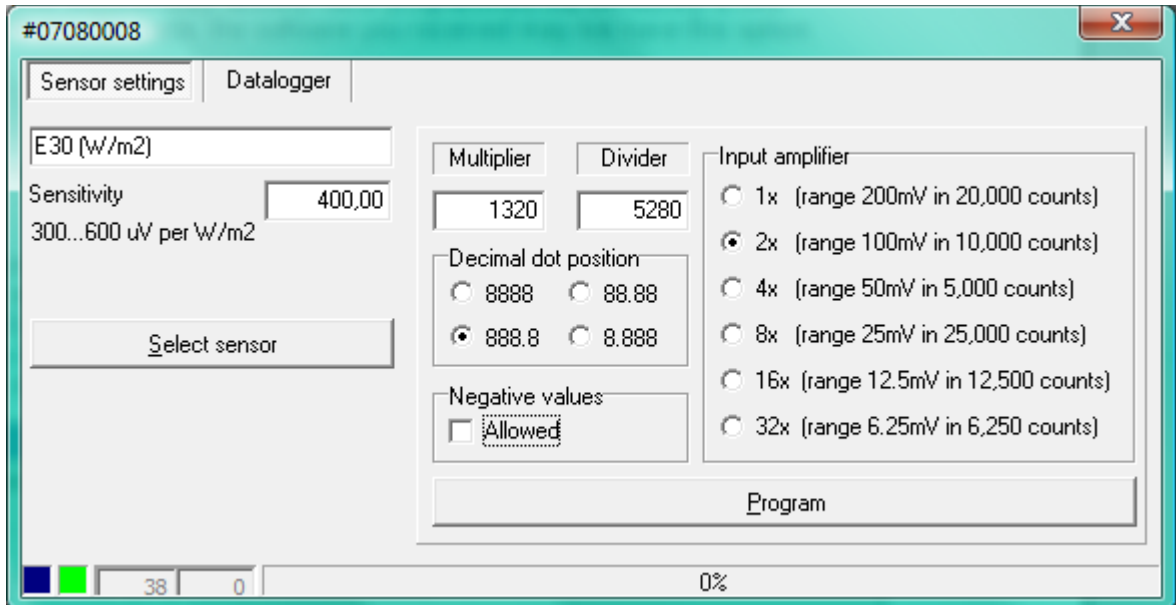 #07080008
Sensor settings
Datalogger
E30 (W/m2)
Sensitivity
400,00
300...600 uV per W/m2
Select sensor
Multiplier
Divider
1320
5280
Decimal dot position
8888
88.88
888.8
8.888
Negative values
Allowed
Input amplifier
1x (range 200mV in 20,000 counts)
2x (range 100mV in 10,000 counts)
4x (range 50mV in 5,000 counts)
8x (range 25mV in 25,000 counts)
16x (range 12.5mV in 12,500 counts)
32x (range 6.25mV in 6,250 counts)
Program
38
0
0%